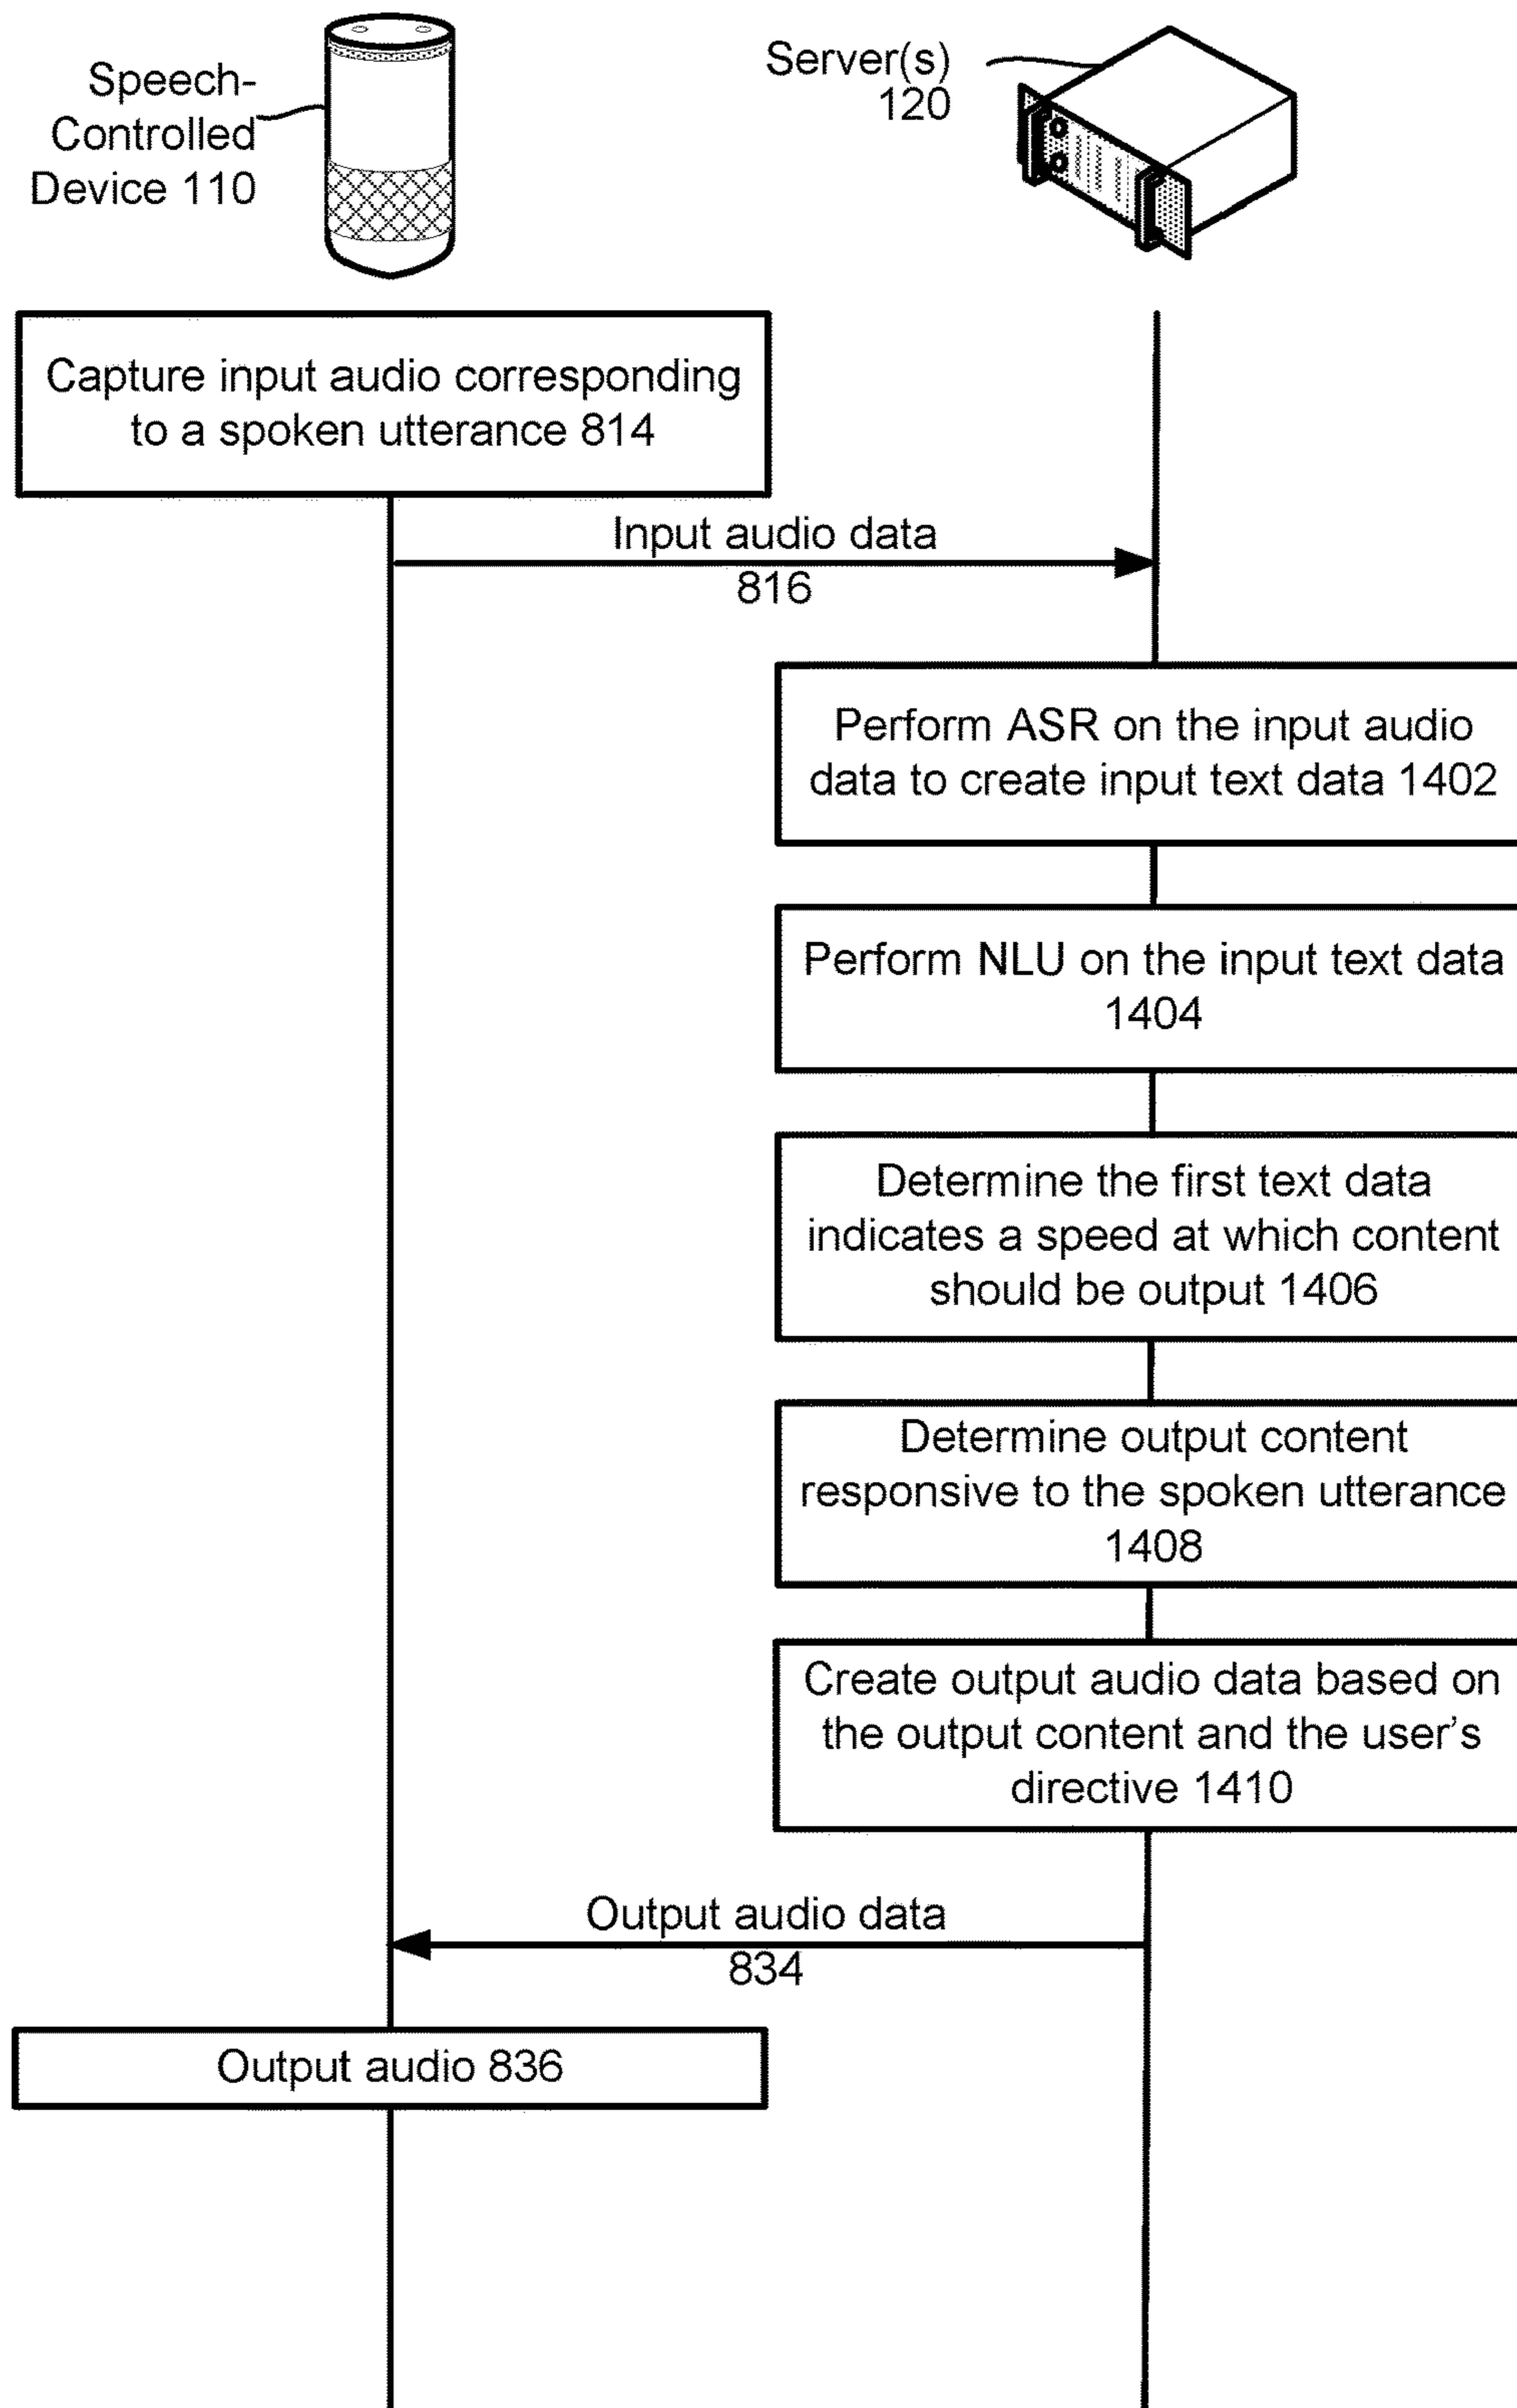 Speech-
Controlled
Device 110
Server(s)
120
Capture input audio corresponding
to a spoken utterance 814
Input audio data
816
Perform ASR on the input audio
data to create input text data 1402
Perform NLU on the input text data
1404
Determine the first text data
indicates a speed at which content
should be output 1406
Determine output content
responsive to the spoken utterance
1408
Create output audio data based on
the output content and the user's
directive 1410
Output audio data
834
Output audio 836